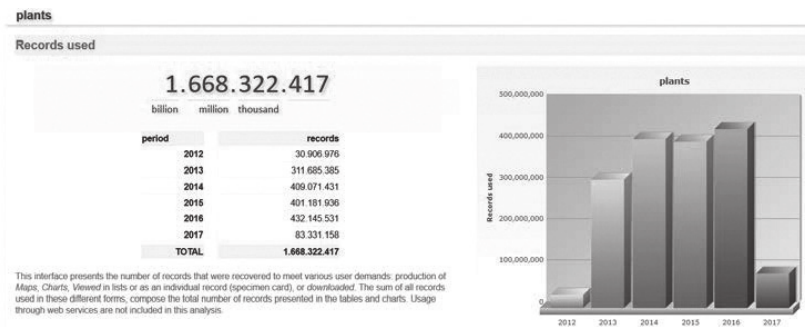 plants
Records used
1.668.322.417
billion million thousand
period records
2012 30.906.976
2013 311.685.385
2014 409.071.431
2015 401.181.936
2016 432.145.531
2017 83.331.158
TOTAL 1.668.322.417
This interface presents the number of records that were recovered to meet various user demands: production of
Maps, Charts, Viewed in lists or as an individual record (specimen card), or downloaded. The sum of all records
used in these different forms, compose the total number of records presented in the tables and charts. Usage
through web services are not included in this analysis.
plants
Records used
500,000,000
400,000,000
300,000,000
200,000,000
100,000,000
0
2012 2013 2014 2015 2016 2017